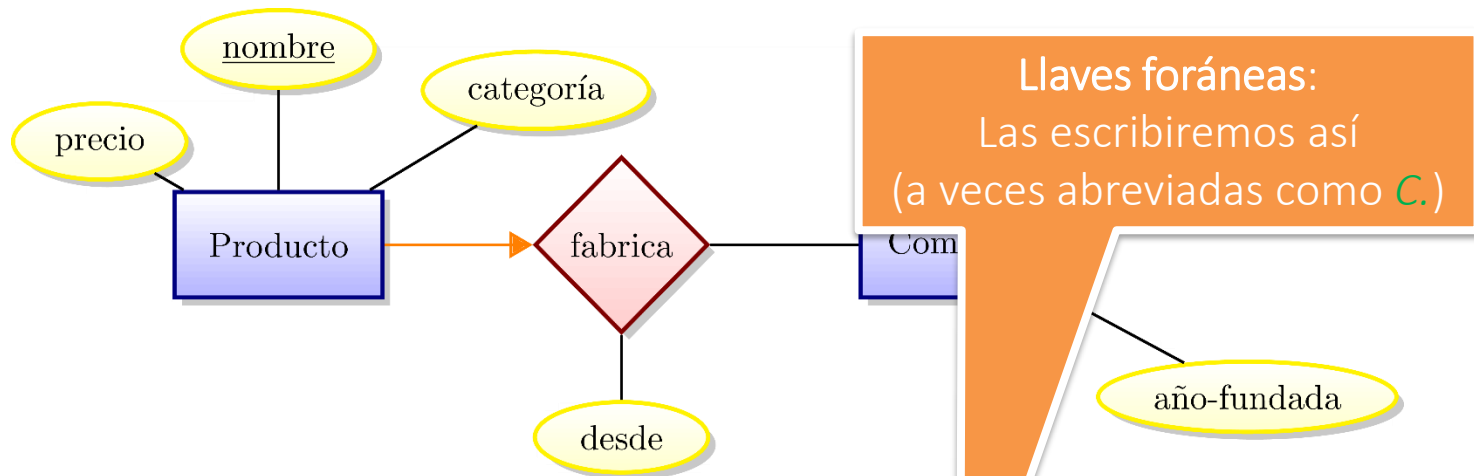 nombre
categoría
precio
Llaves foráneas:
Las escribiremos así
(a veces abreviadas como C.)
Producto
fabrica
desde
año-fundada